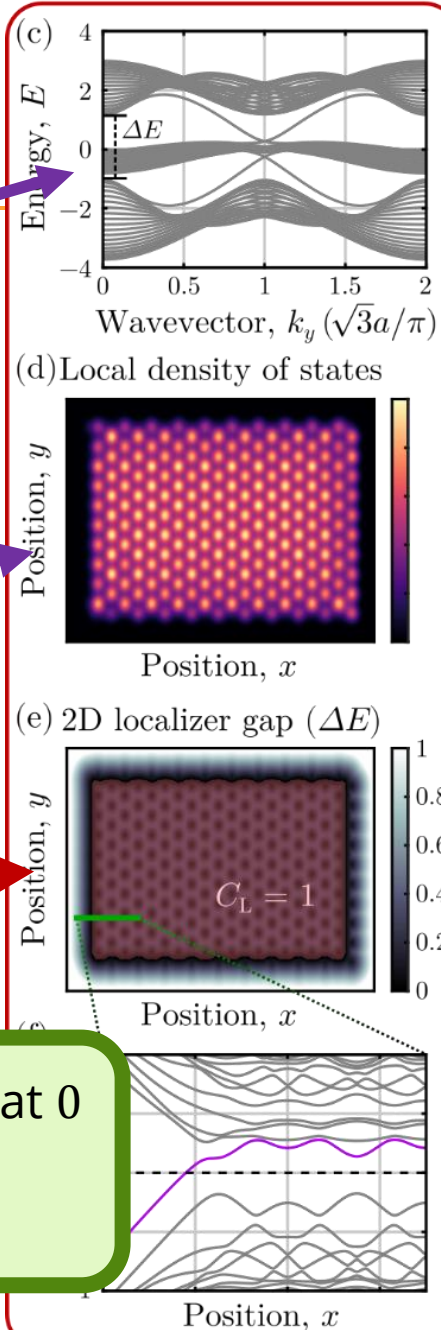 (c)
4
2
0
−2
−4
Energy, E
ΔE
0 0.5 1 1.5 2
Wavevector, k_y (√3a/π)
(d) Local density of states
Position, y
Position, x
(e) 2D localizer gap (ΔE)
1
0.8
0.6
0.4
0.2
0
Position, y
C_L = 1
Position, x
at 0
Position, x